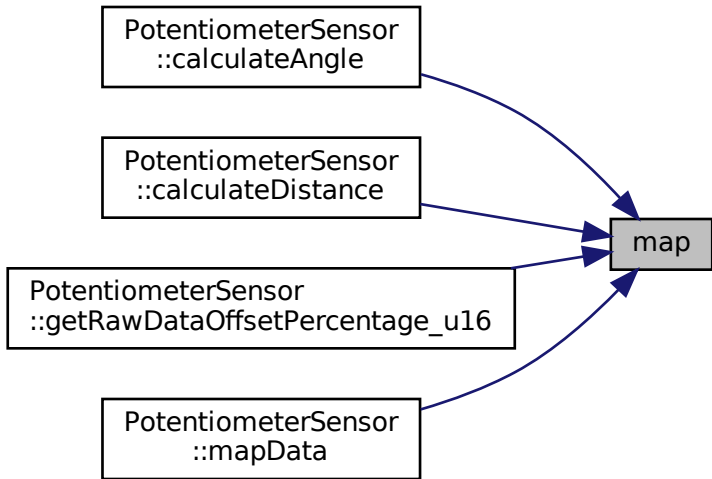 PotentiometerSensor
::calculateAngle
PotentiometerSensor
::calculateDistance
map
PotentiometerSensor
::getRawDataOffsetPercentage_u16
PotentiometerSensor
::mapData